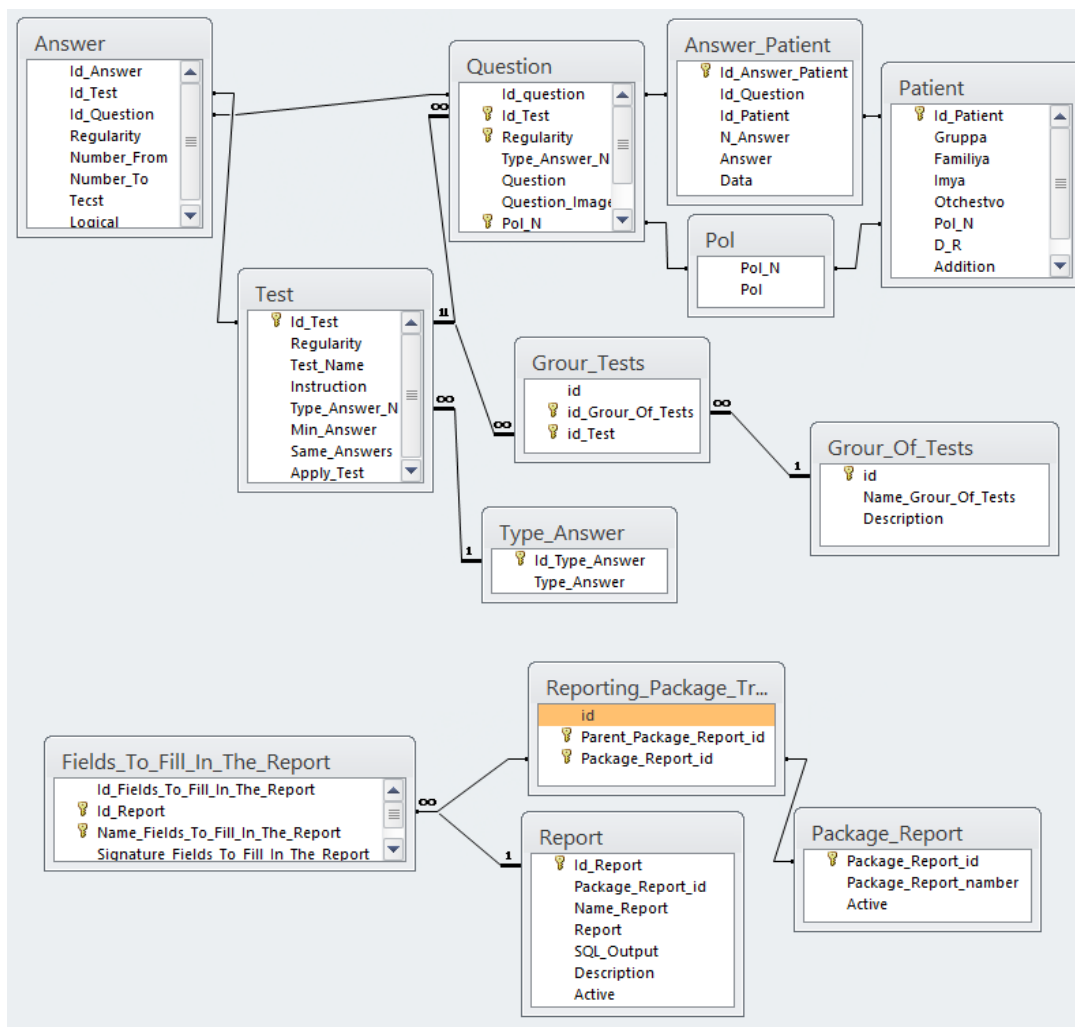 Answer
Id_Answer
Id_Test
Id_Question
Regularity
Number_From
Number_To
Tecst
Logical
Question
Id_question
Id_Test
Regularity
Type_Answer_N
Question
Question_Image
Pol_N
Answer_Patient
Id_Answer_Patient
Id_Question
Id_Patient
N_Answer
Answer
Data
Patient
Id_Patient
Gruppa
Familiya
Imya
Otchestvo
Pol_N
D_R
Addition
Pol
Pol_N
Pol
Test
Id_Test
Regularity
Test_Name
Instruction
Type_Answer_N
Min_Answer
Same_Answers
Apply_Test
∞
11
∞
∞
∞
1
1
Grour_Tests
id
id_Grour_Of_Tests
id_Test
Grour_Of_Tests
id
Name_Grour_Of_Tests
Description
Type_Answer
Id_Type_Answer
Type_Answer
Reporting_Package_Tr...
id
Parent_Package_Report_id
Package_Report_id
Fields_To_Fill_In_The_Report
Id_Fields_To_Fill_In_The_Report
Id_Report
Name_Fields_To_Fill_In_The_Report
Signature_Fields_To_Fill_In_The_Report
∞
1
Report
Id_Report
Package_Report_id
Name_Report
Report
SQL_Output
Description
Active
Package_Report
Package_Report_id
Package_Report_namber
Active